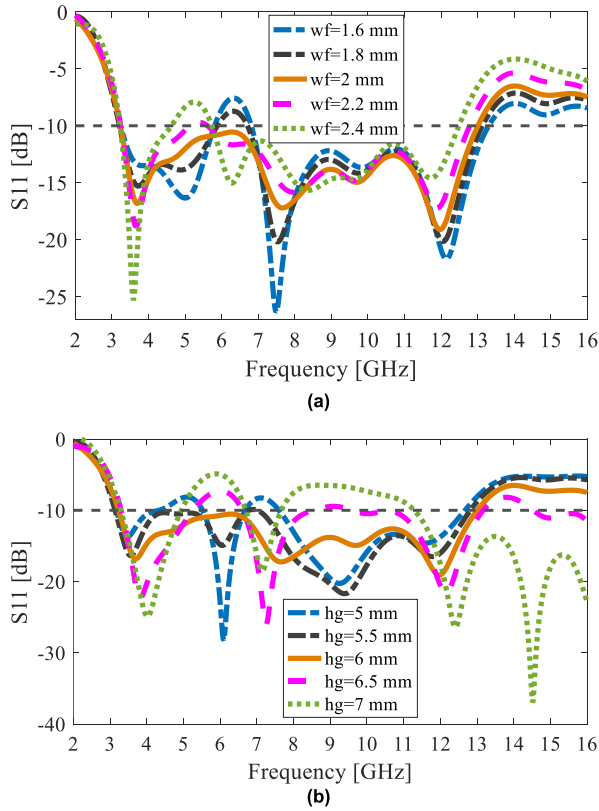 0
-5
-10
-15
-20
-25
S11 [dB]
wf=1.6 mm
wf=1.8 mm
wf=2 mm
wf=2.2 mm
wf=2.4 mm
2 3 4 5 6 7 8 9 10 11 12 13 14 15 16
Frequency [GHz]
(a)
0
-10
-20
-30
-40
S11 [dB]
hg=5 mm
hg=5.5 mm
hg=6 mm
hg=6.5 mm
hg=7 mm
2 3 4 5 6 7 8 9 10 11 12 13 14 15 16
Frequency [GHz]
(b)